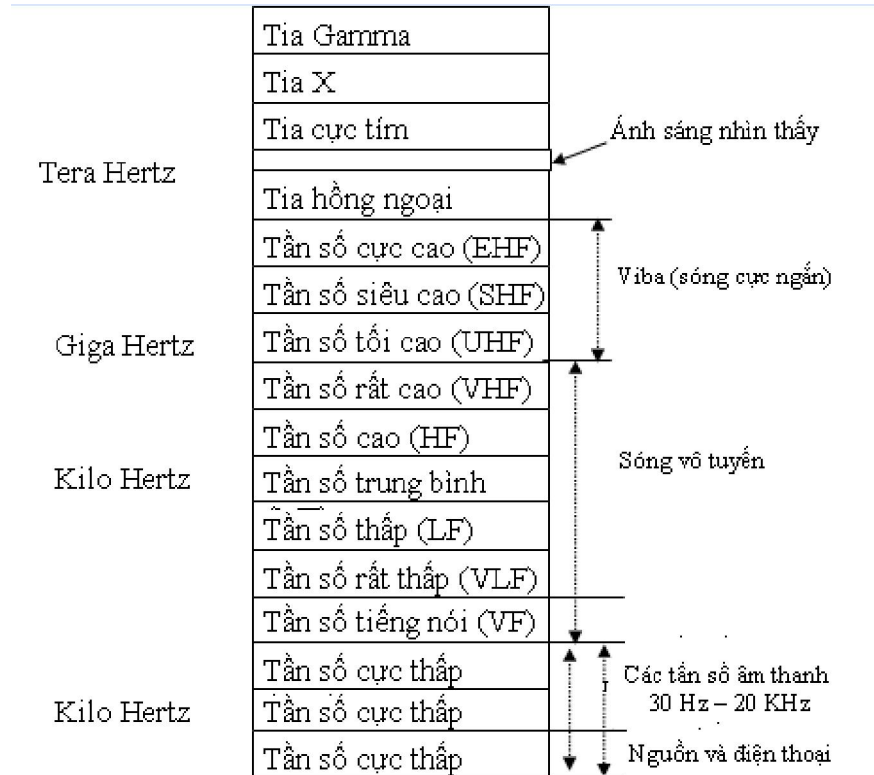 Tia Gamma
Tia X
Tia cực tím
Ánh sáng nhìn thấy
Tera Hertz
Tia hồng ngoại
Tần số cực cao (EHF)
Viba (sóng cực ngắn)
Tần số siêu cao (SHF)
Giga Hertz
Tần số tối cao (UHF)
Tần số rất cao (VHF)
Tần số cao (HF)
Sóng vô tuyến
Kilo Hertz
Tần số trung bình
Tần số thấp (LF)
Tần số rất thấp (VLF)
Tần số tiếng nói (VF)
Tần số cực thấp
Các tần số âm thanh
30 Hz – 20 KHz
Kilo Hertz
Tần số cực thấp
Tần số cực thấp
Nguồn và điện thoại